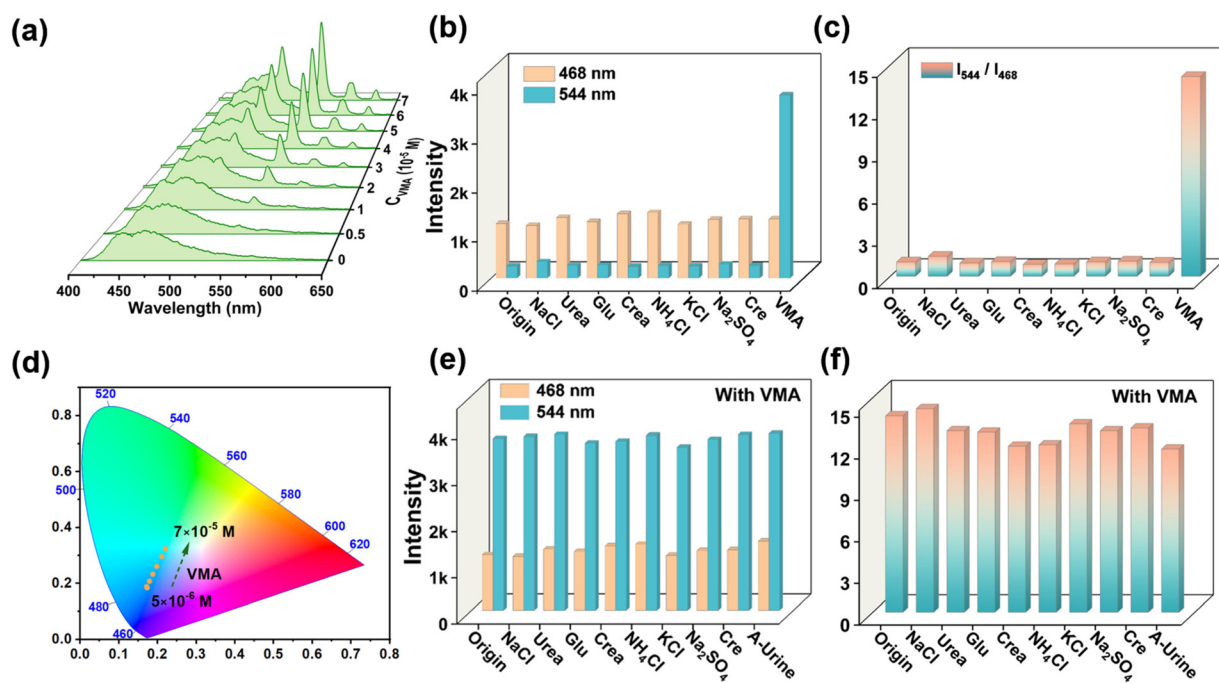 (a)
7
6
5
4
3
2
1
0.5
0
C_VMA (10⁻⁵ M)
400 450 500 550 600 650
Wavelength (nm)
(b)
468 nm
544 nm
4k
3k
2k
1k
0
Intensity
Origin NaCl Urea Glu Crea NH₄Cl KCl Na₂SO₄ Cre VMA
(c)
I₅₄₄ / I₄₆₈
15
12
9
6
3
0
Origin NaCl Urea Glu Crea NH₄Cl KCl Na₂SO₄ Cre VMA
(d)
0.8
0.6
0.4
0.2
0.0
520
540
560
500
580
600
620
480
460
7×10⁻⁵ M
VMA
5×10⁻⁶ M
0.0 0.1 0.2 0.3 0.4 0.5 0.6 0.7 0.8
(e)
468 nm
544 nm
With VMA
4k
3k
2k
1k
0
Intensity
Origin NaCl Urea Glu Crea NH₄Cl KCl Na₂SO₄ Cre A-Urine
(f)
With VMA
15
12
9
6
3
0
Origin NaCl Urea Glu Crea NH₄Cl KCl Na₂SO₄ Cre A-Urine